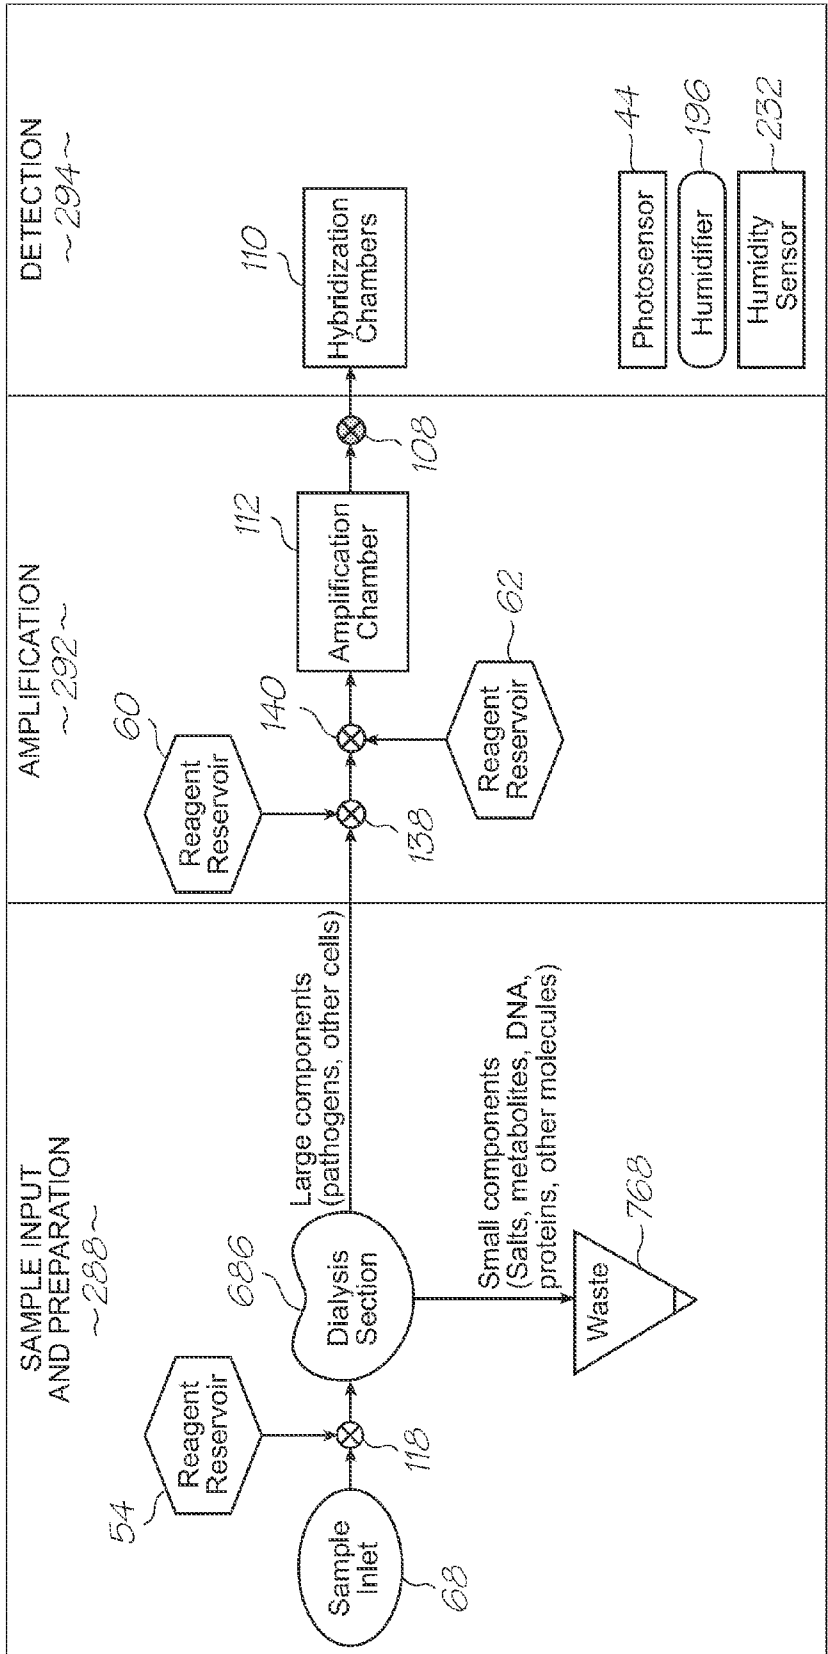 SAMPLE INPUT
AND PREPARATION
~288~
54
Reagent
Reservoir
Sample
Inlet
68
118
686
Dialysis
Section
Large components
(pathogens, other cells)
Small components
(Salts, metabolites, DNA,
proteins, other molecules)
Waste
768
AMPLIFICATION
~292~
60
Reagent
Reservoir
138
140
Reagent
Reservoir
62
112
Amplification
Chamber
108
DETECTION
~294~
110
Hybridization
Chambers
Photosensor
44
Humidifier
196
Humidity
Sensor
232